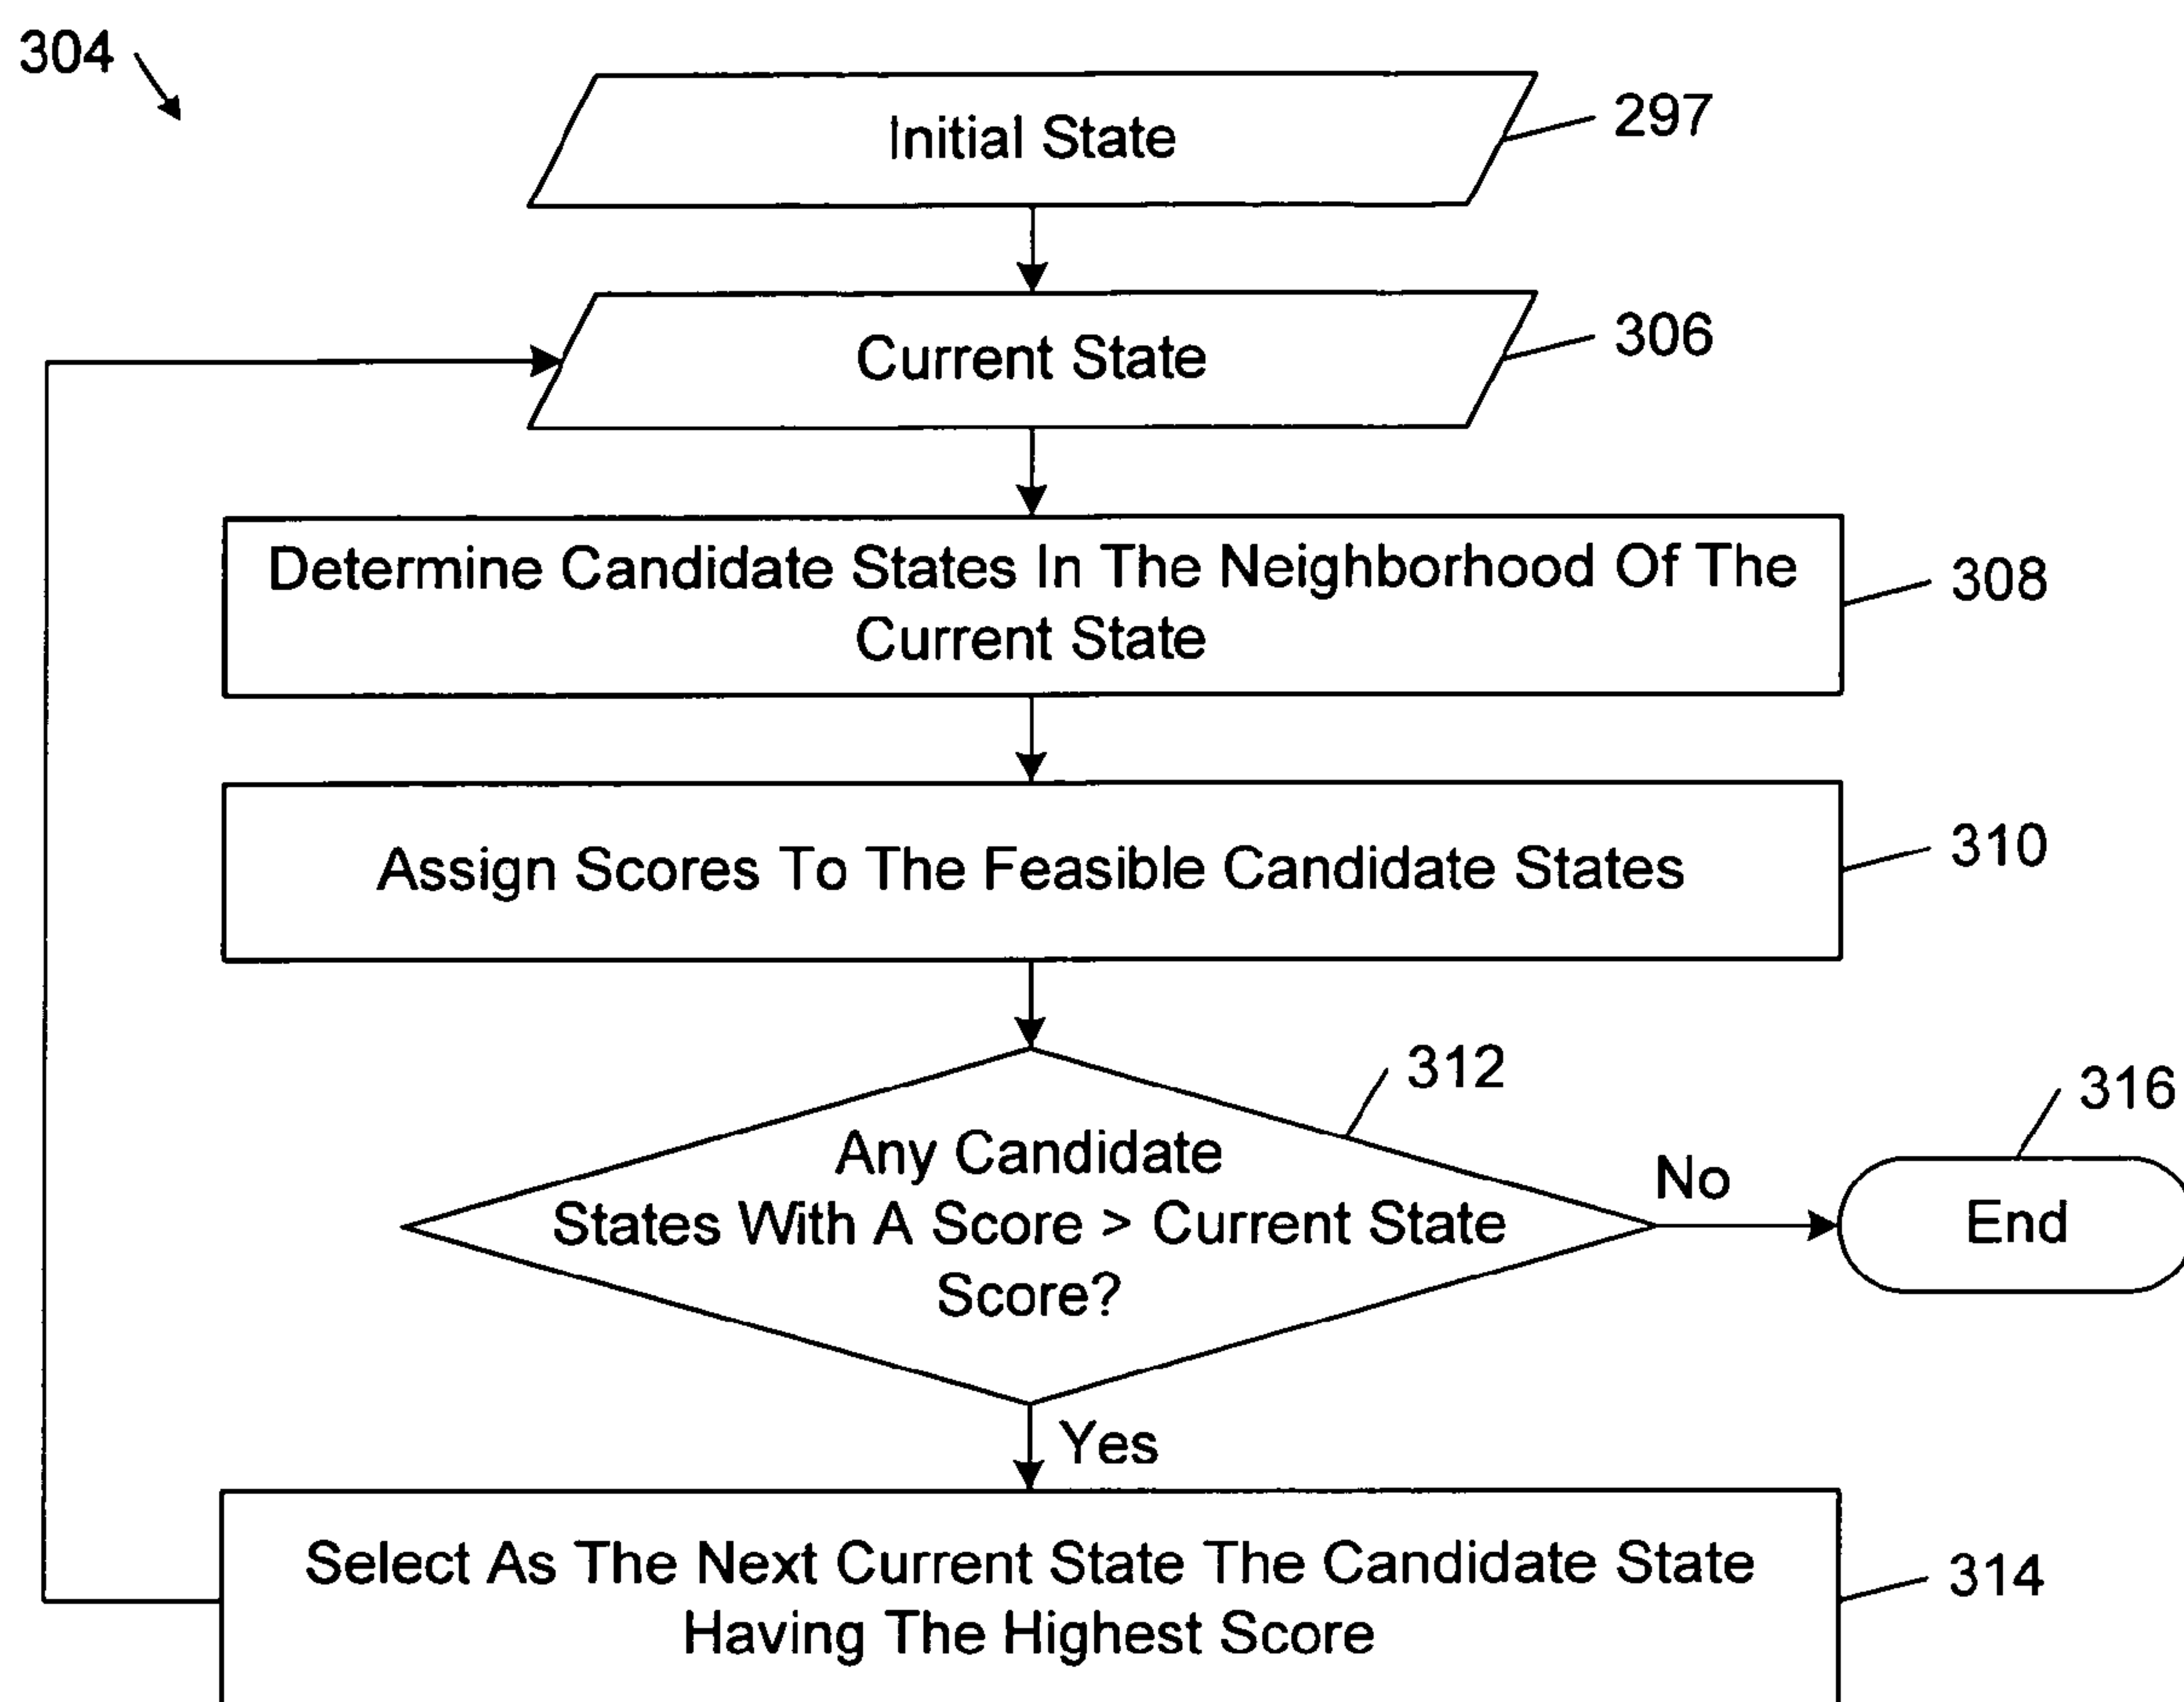 304
Initial State
297
Current State
306
Determine Candidate States In The Neighborhood Of The
Current State
308
Assign Scores To The Feasible Candidate States
310
312
316
Any Candidate
States With A Score > Current State
Score?
No
End
Yes
Select As The Next Current State The Candidate State
Having The Highest Score
314